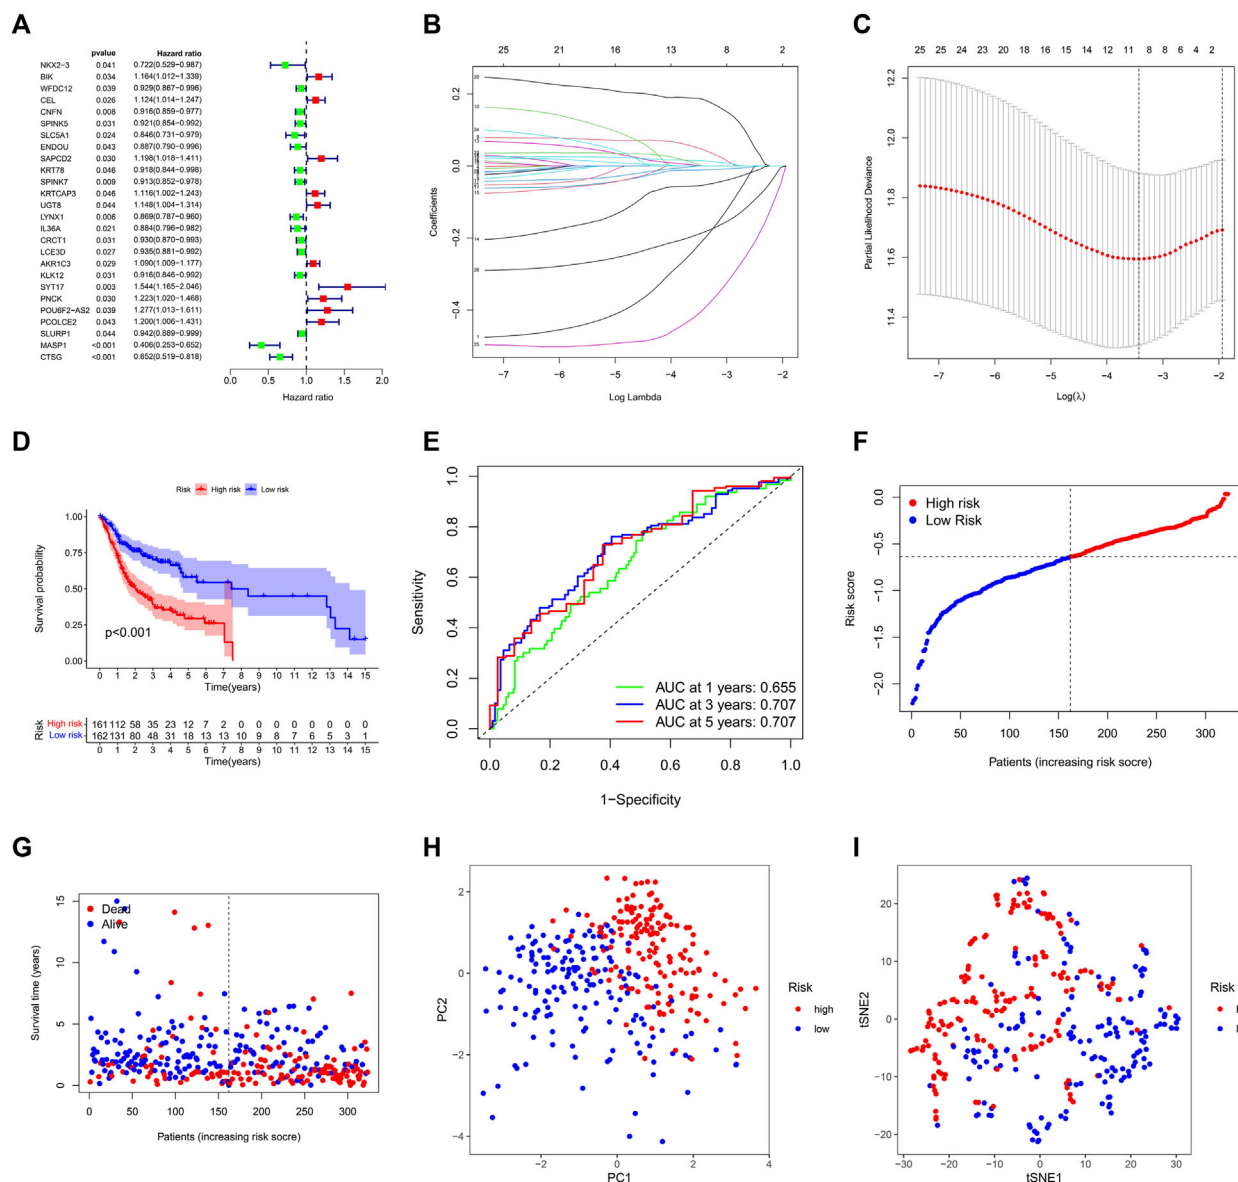 A
pvalue Hazard ratio
NKX2−3 0.041 0.722(0.529−0.987)
BIK 0.034 1.164(1.012−1.339)
WFDC12 0.039 0.929(0.867−0.996)
CEL 0.026 1.124(1.014−1.247)
CNFN 0.008 0.916(0.859−0.977)
SPINK5 0.031 0.921(0.854−0.992)
SLC5A1 0.024 0.846(0.731−0.979)
ENDOU 0.043 0.887(0.790−0.996)
SAPCD2 0.030 1.198(1.018−1.411)
KRT78 0.046 0.918(0.844−0.998)
SPINK7 0.009 0.913(0.852−0.978)
KRTCAP3 0.046 1.116(1.002−1.243)
UGT8 0.044 1.148(1.004−1.314)
LYNX1 0.006 0.869(0.787−0.960)
IL36A 0.021 0.884(0.796−0.982)
CRCT1 0.031 0.930(0.870−0.993)
LCE3D 0.027 0.935(0.881−0.992)
AKR1C3 0.029 1.090(1.009−1.177)
KLK12 0.031 0.916(0.846−0.992)
SYT17 0.003 1.544(1.165−2.046)
PNCK 0.030 1.223(1.020−1.468)
POU6F2−AS2 0.039 1.277(1.013−1.611)
PCOLCE2 0.043 1.200(1.006−1.431)
SLURP1 0.044 0.942(0.889−0.999)
MASP1 <0.001 0.406(0.253−0.652)
CTSG <0.001 0.652(0.519−0.818)
0.0 0.5 1.0 1.5 2.0
Hazard ratio
B
25 21 16 13 8 2
0.2
0.0
−0.2
−0.4
Coefficients
20
10
24
14
26
1
25
−7 −6 −5 −4 −3 −2
Log Lambda
C
25 25 24 23 20 18 16 15 14 12 11 8 8 6 4 2
12.2
12.0
11.8
11.6
11.4
Partial Likelihood Deviance
−7 −6 −5 −4 −3 −2
Log(λ)
D
Risk High risk Low risk
1.00
0.75
0.50
0.25
0.00
Survival probability
p<0.001
0 1 2 3 4 5 6 7 8 9 10 11 12 13 14 15
Time(years)
Risk
High risk 161 112 58 35 23 12 7 2 0 0 0 0 0 0 0 0
Low risk 162 131 80 48 31 18 13 13 10 9 8 7 6 5 3 1
0 1 2 3 4 5 6 7 8 9 10 11 12 13 14 15
Time(years)
E
1.0
0.8
0.6
0.4
0.2
0.0
Sensitivity
AUC at 1 years: 0.655
AUC at 3 years: 0.707
AUC at 5 years: 0.707
0.0 0.2 0.4 0.6 0.8 1.0
1−Specificity
F
High risk
Low Risk
0.0
−0.5
−1.0
−1.5
−2.0
Risk score
0 50 100 150 200 250 300
Patients (increasing risk socre)
G
Dead
Alive
15
10
5
0
Survival time (years)
0 50 100 150 200 250 300
Patients (increasing risk socre)
H
2
0
−2
−4
PC2
−2 0 2 4
PC1
Risk
high
low
I
20
10
0
−10
−20
tSNE2
−30 −20 −10 0 10 20 30
tSNE1
Risk